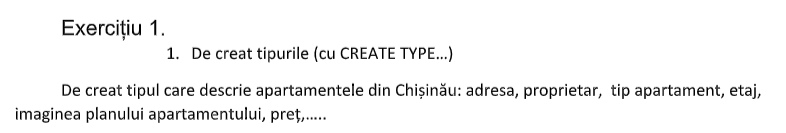 Exercițiu 1.
1. De creat tipurile (cu CREATE TYPE...)
De creat tipul care descrie apartamentele din Chișinău: adresa, proprietar, tip apartament, etaj,
imaginea planului apartamentului, preț,.....